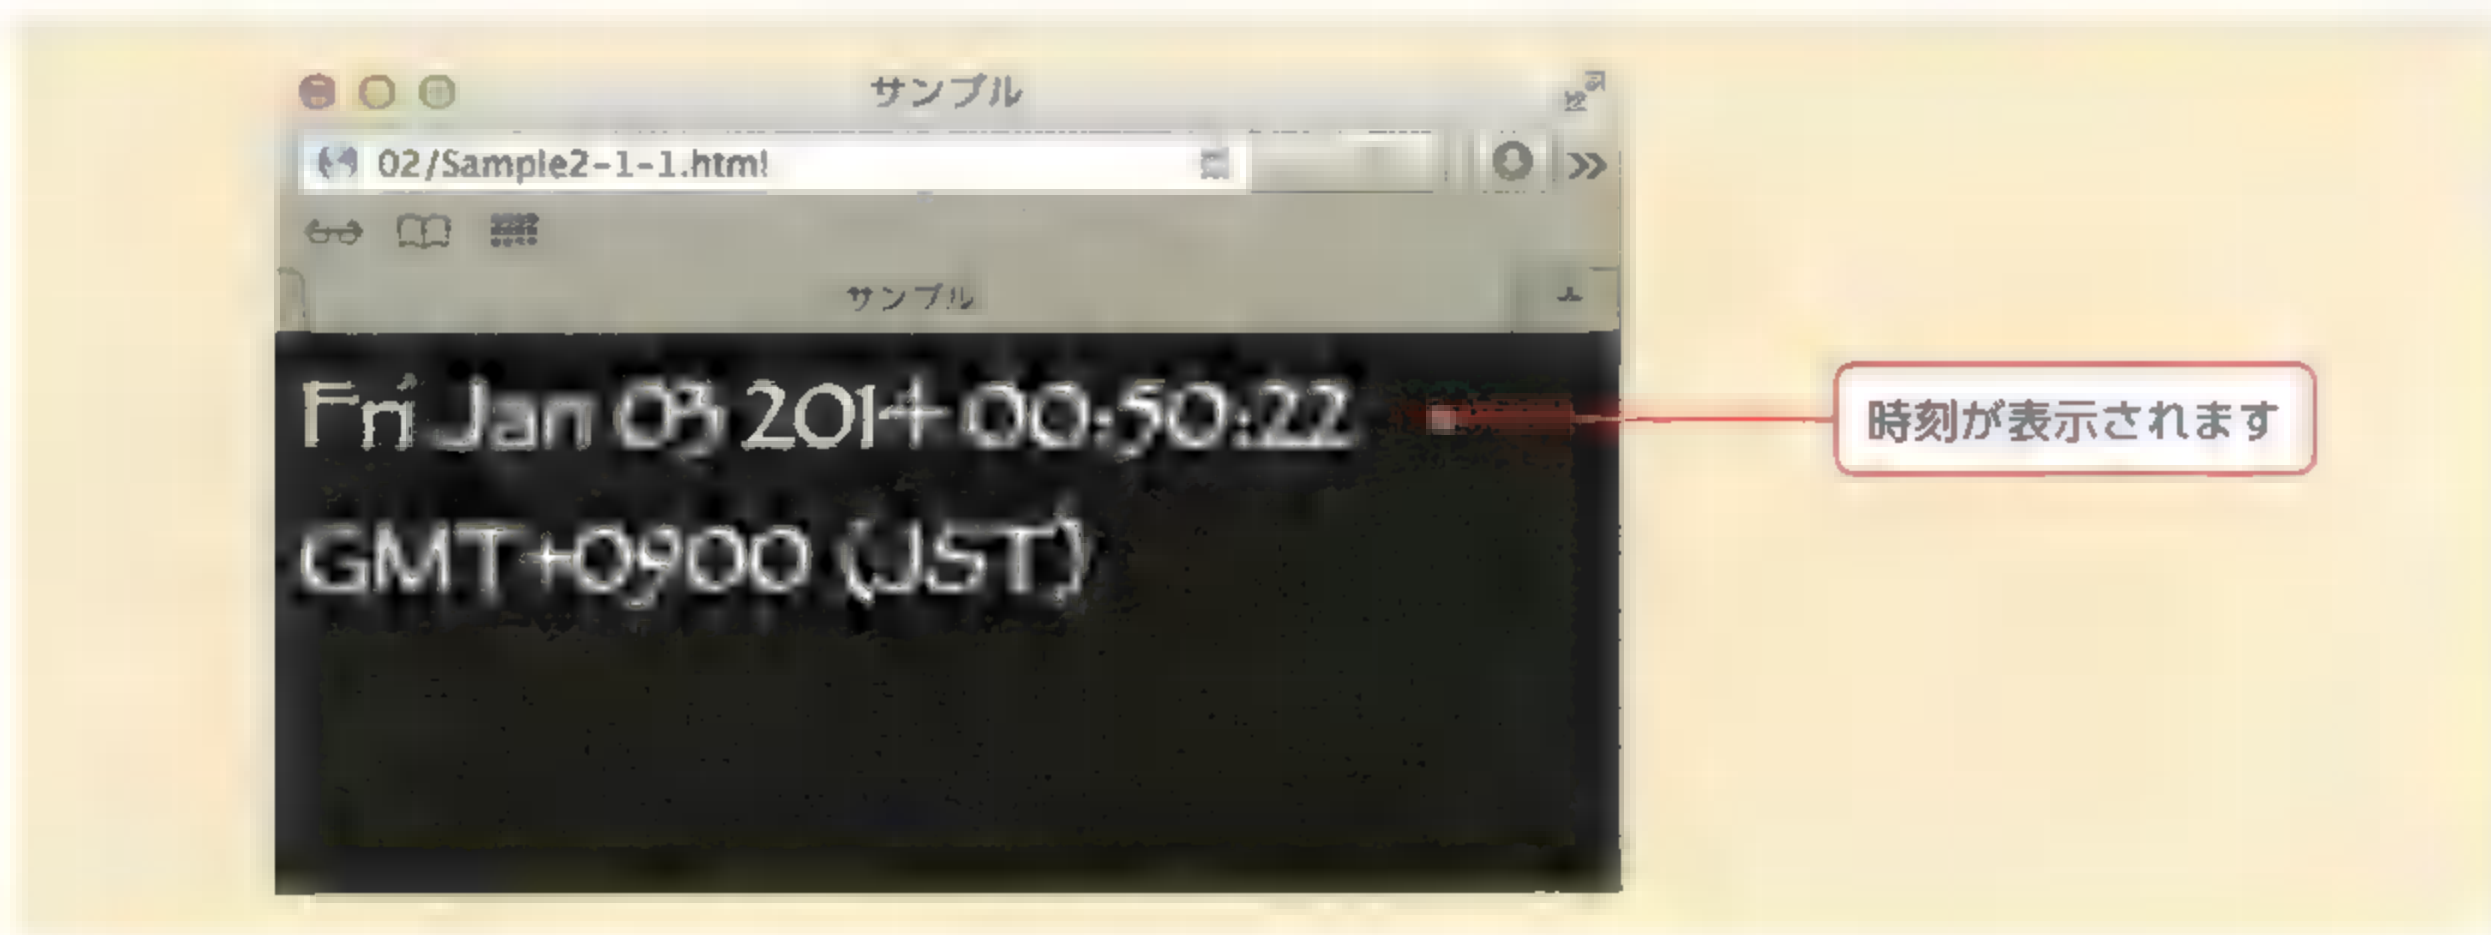 サンプル
02/Sample2-1-1.html
サンプル
Fri Jan 03 2014 00:50:22
GMT+0900 (JST)
時刻が表示されます